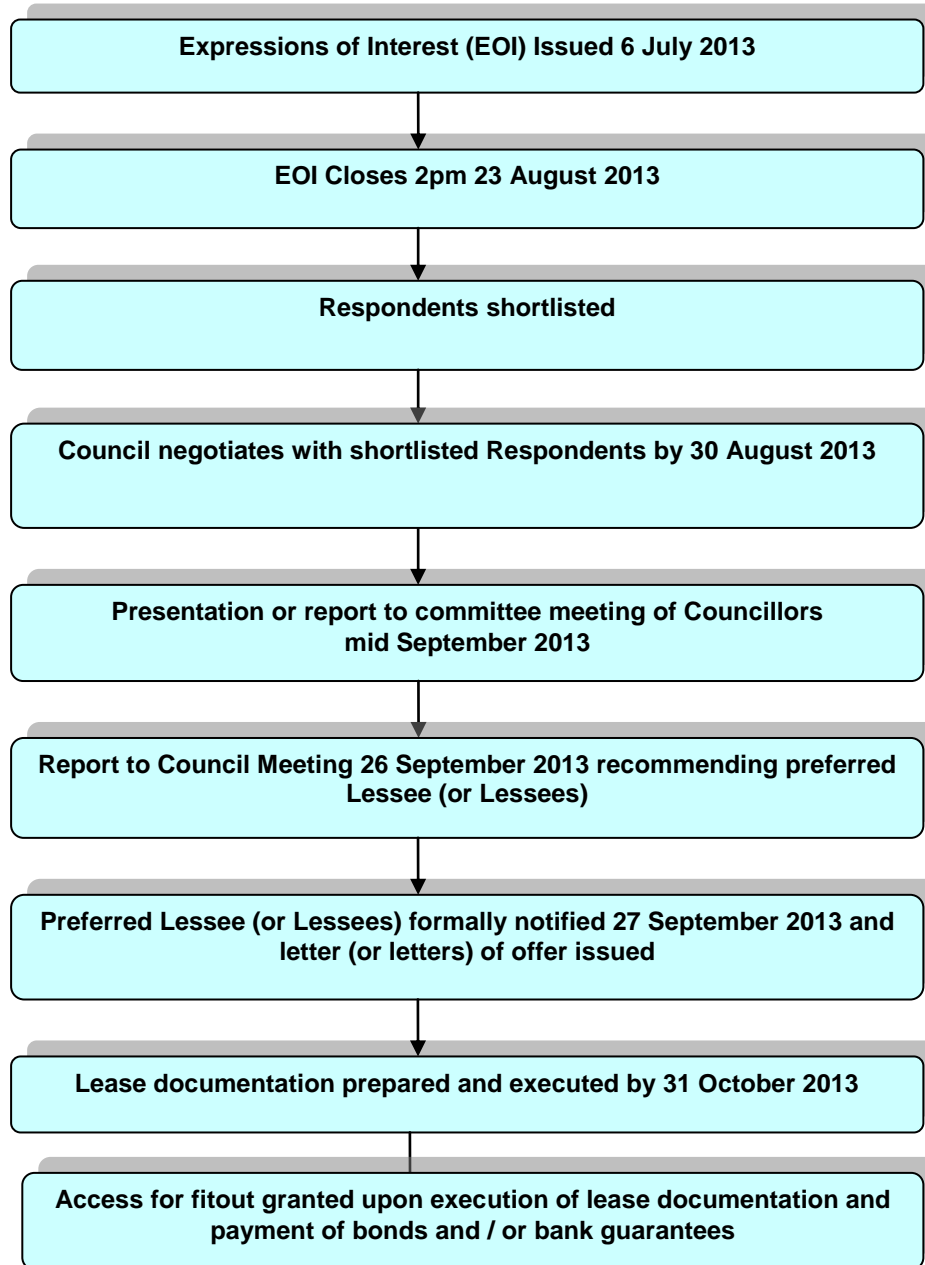 Expressions of Interest (EOI) Issued 6 July 2013
EOI Closes 2pm 23 August 2013
Respondents shortlisted
Council negotiates with shortlisted Respondents by 30 August 2013
Presentation or report to committee meeting of Councillors
mid September 2013
Report to Council Meeting 26 September 2013 recommending preferred
Lessee (or Lessees)
Preferred Lessee (or Lessees) formally notified 27 September 2013 and
letter (or letters) of offer issued
Lease documentation prepared and executed by 31 October 2013
Access for fitout granted upon execution of lease documentation and
payment of bonds and / or bank guarantees